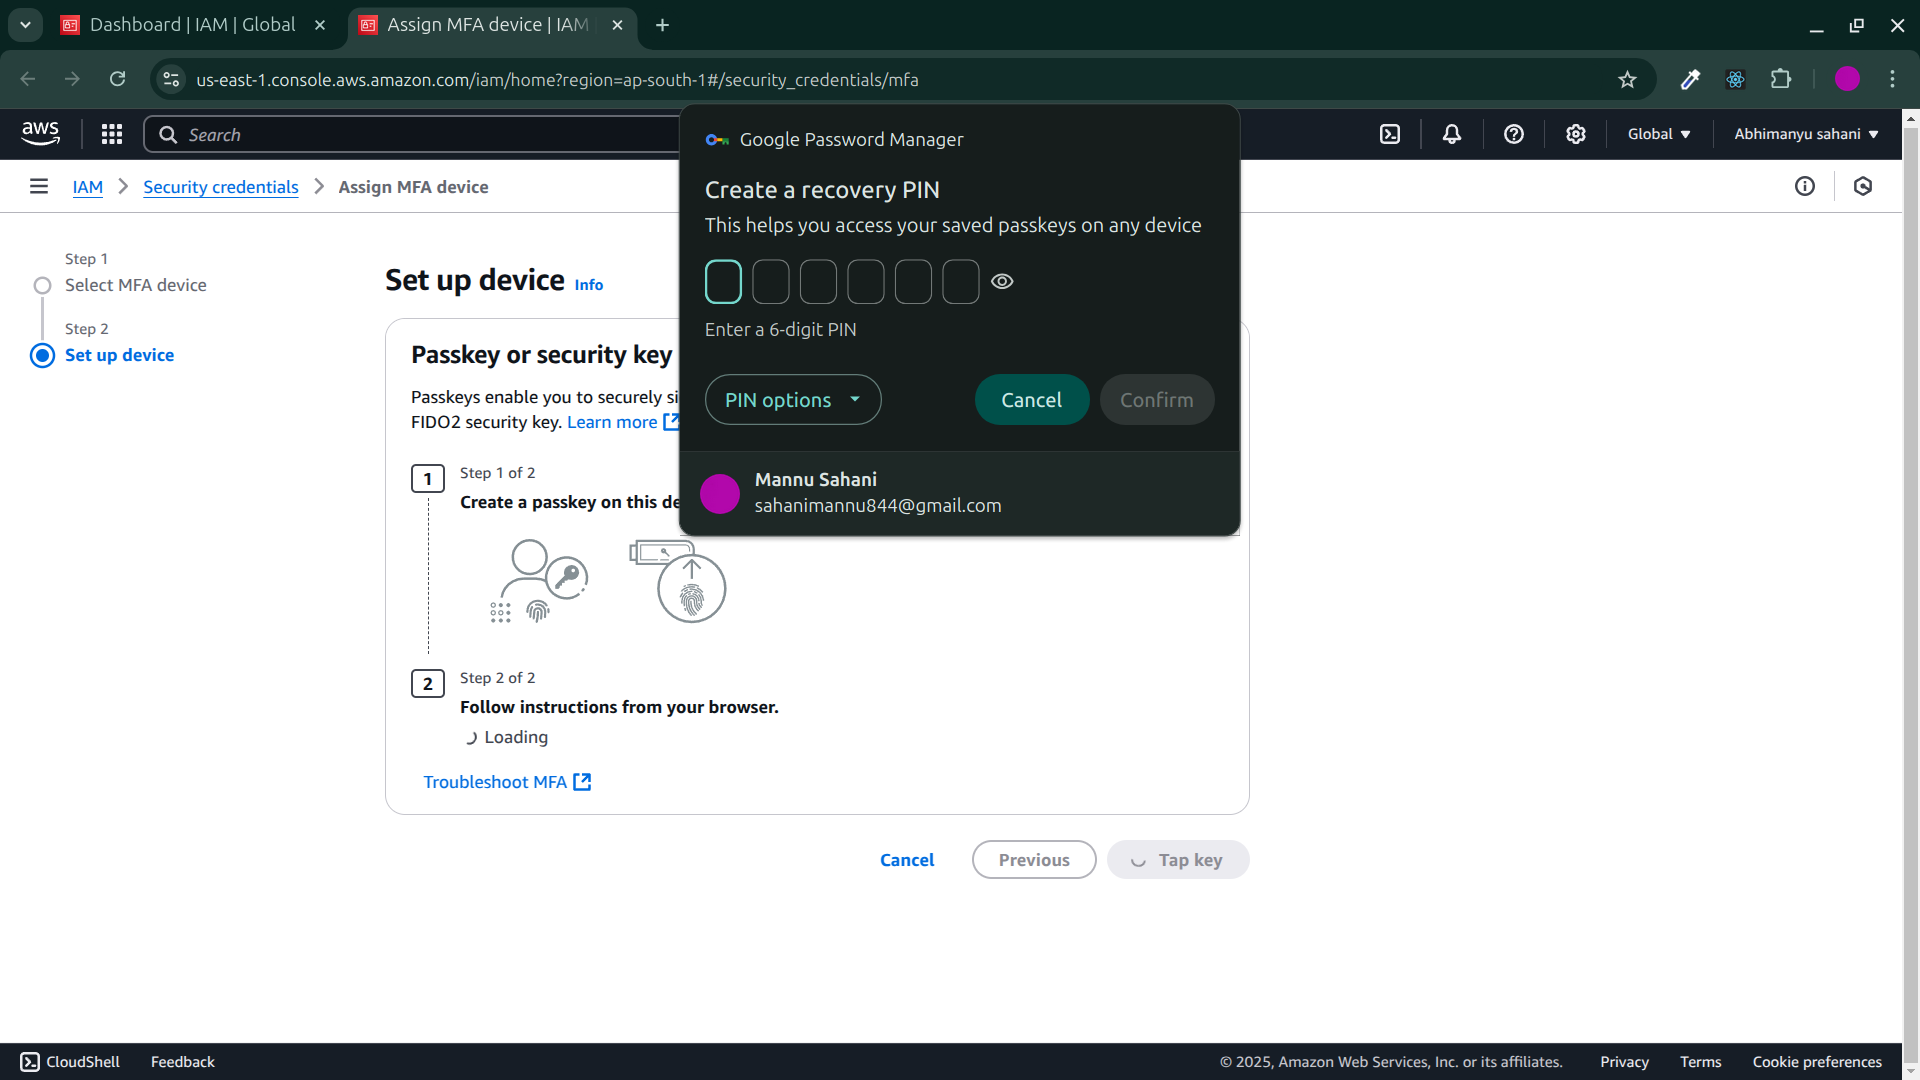 Dashboard | IAM | Global
Assign MFA device | IAM
us-east-1.console.aws.amazon.com/iam/home?region=ap-south-1#/security_credentials/mfa
aws
Search
Global
Abhimanyu sahani
IAM
Security credentials
Assign MFA device
Step 1
Select MFA device
Step 2
Set up device
Set up device
Info
Passkey or security key
Passkeys enable you to securely si
FIDO2 security key. Learn more
1
Step 1 of 2
Create a passkey on this de
2
Step 2 of 2
Follow instructions from your browser.
Loading
Troubleshoot MFA
Cancel
Previous
Tap key
Google Password Manager
Create a recovery PIN
This helps you access your saved passkeys on any device
Enter a 6-digit PIN
PIN options
Cancel
Confirm
Mannu Sahani
sahanimannu844@gmail.com
CloudShell
Feedback
© 2025, Amazon Web Services, Inc. or its affiliates.
Privacy
Terms
Cookie preferences